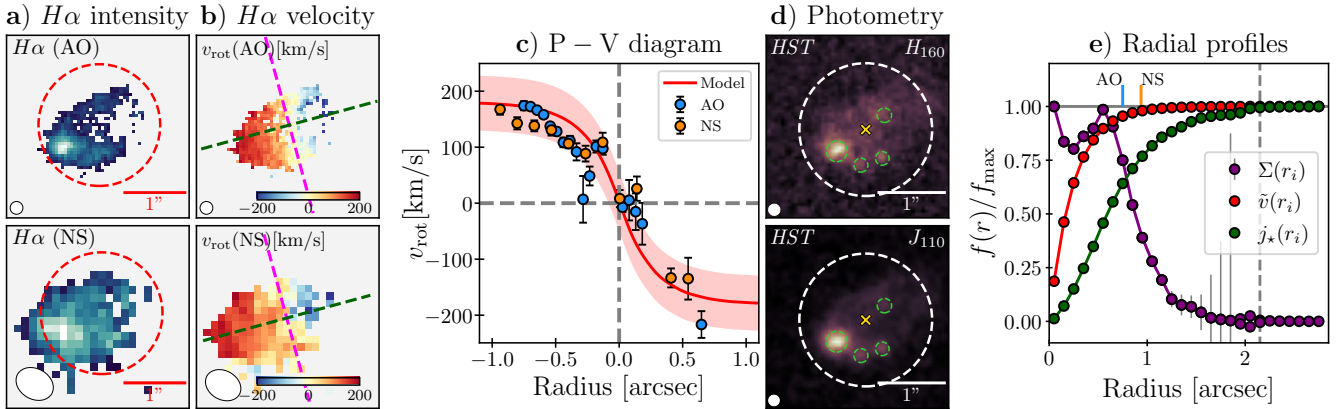 a) Hα intensity
b) Hα velocity
Hα (AO)
1”
v_rot(AO)[km/s]
−200 0 200
Hα (NS)
1”
v_rot(NS)[km/s]
−200 0 200
c) P − V diagram
Model
AO
NS
v_rot[km/s]
200
100
0
−100
−200
−1.0 −0.5 0.0 0.5 1.0
Radius [arcsec]
d) Photometry
HST H_160
1”
HST J_110
1”
e) Radial profiles
AO NS
f(r)/f_max
1.00
0.75
0.50
0.25
0.00
Σ(r_i)
ṽ(r_i)
j_⋆(r_i)
0 1 2
Radius [arcsec]